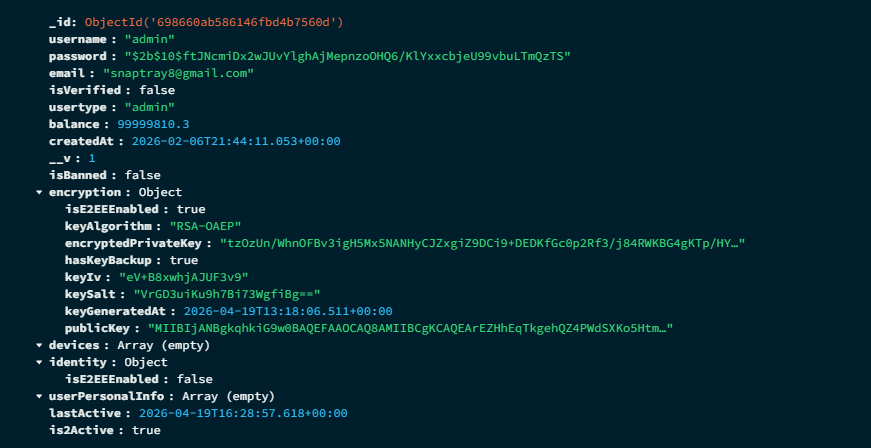 _id: ObjectId('698660ab586146fbd4b7560d')
username : "admin"
password : "$2b$10$ftJNcmiDx2wJUvYlghAjMepnzoOHQ6/KlYxxcbjeU99vbuLTmQzTS"
email : "snaptray8@gmail.com"
isVerified : false
usertype : "admin"
balance : 99999810.3
createdAt : 2026-02-06T21:44:11.053+00:00
__v : 1
isBanned : false
encryption : Object
isE2EEEnabled : true
keyAlgorithm : "RSA-OAEP"
encryptedPrivateKey : "tzOzUn/WhnOFBv3igH5Mx5NANHyCJZxgiZ9DCi9+DEDKfGc0p2Rf3/j84RWKBG4gKTp/HY…"
hasKeyBackup : true
keyIv : "eV+B8xwhjAJUF3v9"
keySalt : "VrGD3uiKu9h7Bi73WgfiBg=="
keyGeneratedAt : 2026-04-19T13:18:06.511+00:00
publicKey : "MIIBIjANBgkqhkiG9w0BAQEFAAOCAQ8AMIIBCgKCAQEArEZHhEqTkgehQZ4PWdSXKo5Htm…"
devices : Array (empty)
identity : Object
isE2EEEnabled : false
userPersonalInfo : Array (empty)
lastActive : 2026-04-19T16:28:57.618+00:00
is2Active : true